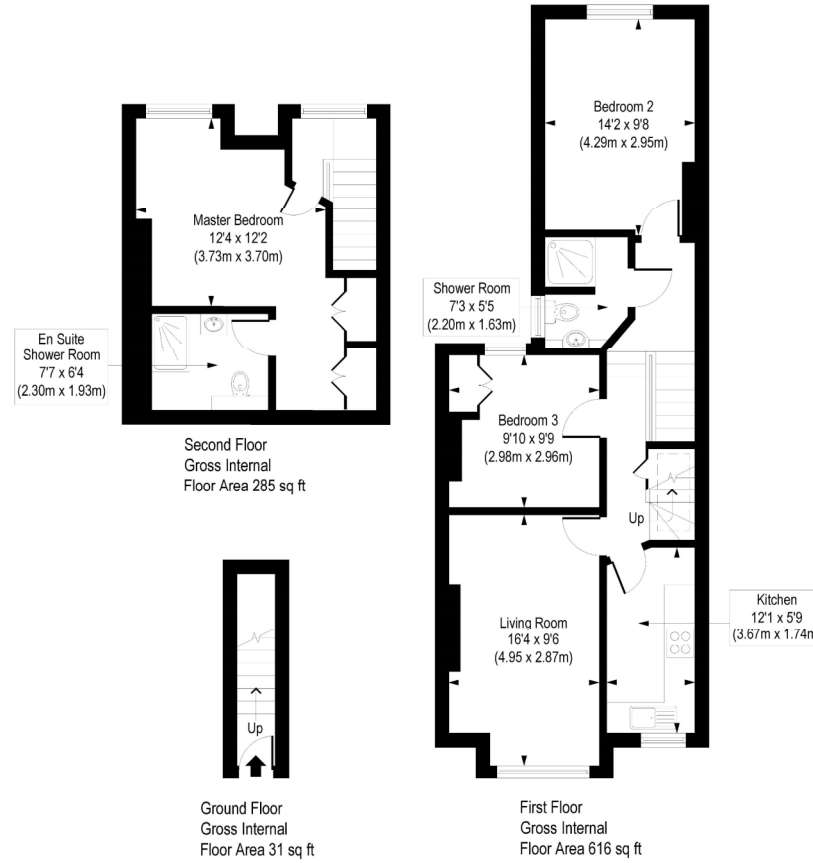 Bedroom 2
14'2 x 9'8
(4.29m x 2.95m)
Master Bedroom
12'4 x 12'2
(3.73m x 3.70m)
Shower Room
7'3 x 5'5
(2.20m x 1.63m)
En Suite
Shower Room
7'7 x 6'4
(2.30m x 1.93m)
Bedroom 3
9'10 x 9'9
(2.98m x 2.96m)
Second Floor
Gross Internal
Floor Area 285 sq ft
Up
Kitchen
12'1 x 5'9
(3.67m x 1.74m
Living Room
16'4 x 9'6
(4.95 x 2.87m)
Up
Ground Floor
Gross Internal
Floor Area 31 sq ft
First Floor
Gross Internal
Floor Area 616 sq ft